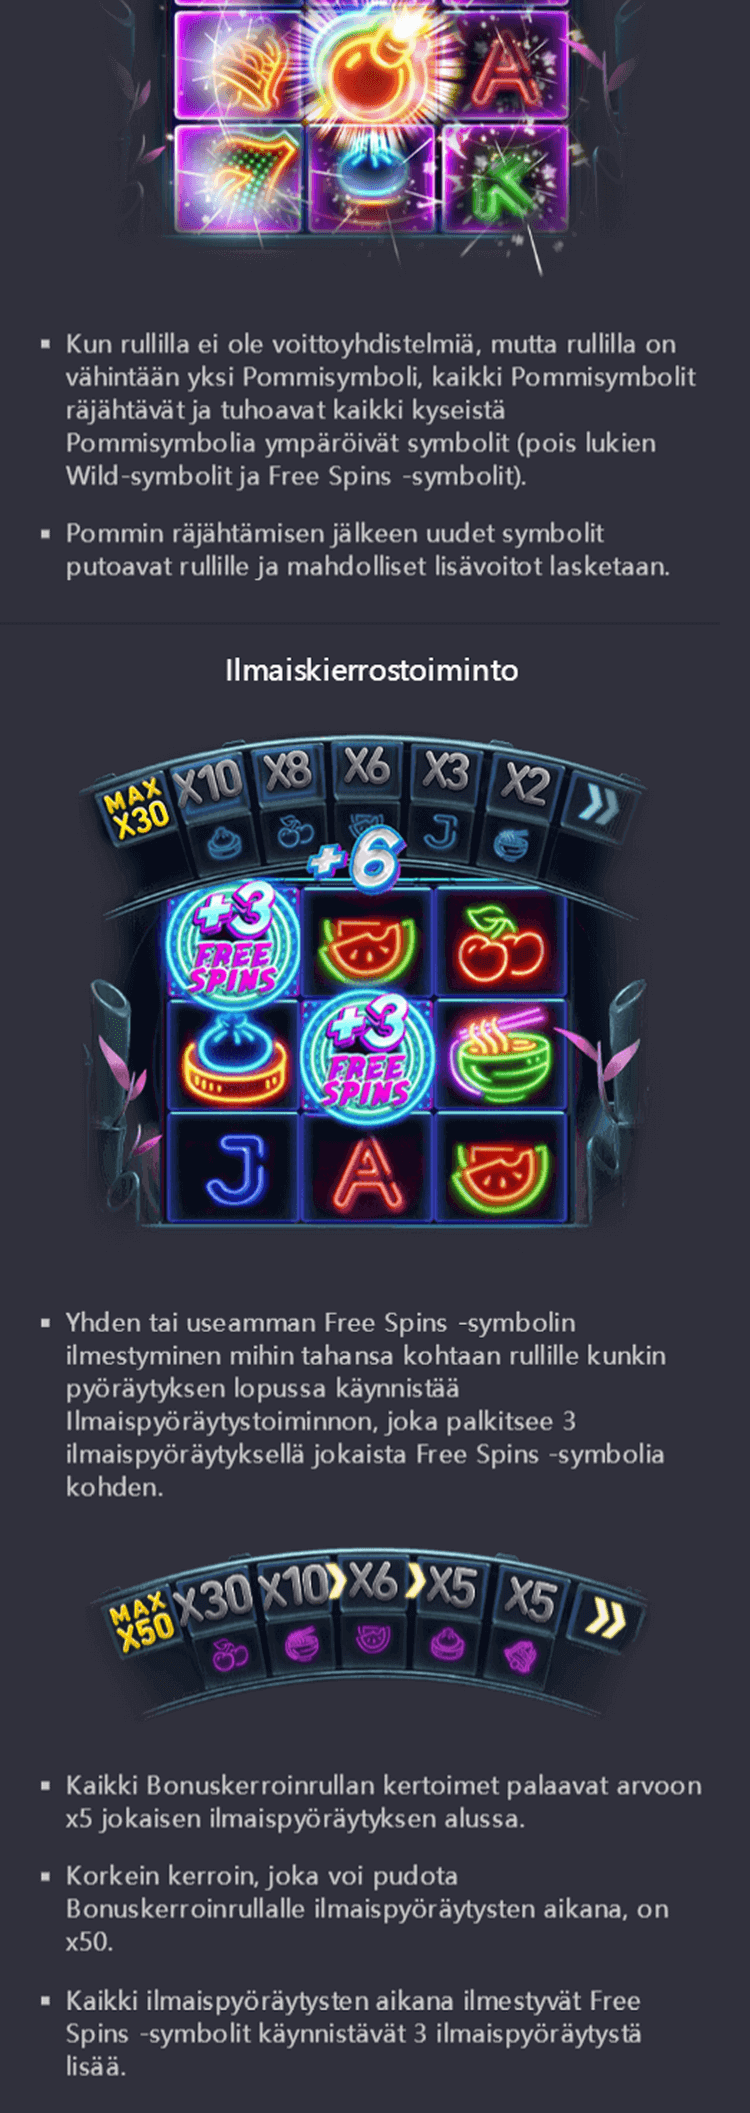 WILD
A
7
K
Kun rullilla ei ole voittoyhdistelmiä, mutta rullilla on
vähintään yksi Pommisymboli, kaikki Pommisymbolit
räjähtävät ja tuhoavat kaikki kyseistä
Pommisymbolia ympäröivät symbolit (pois lukien
Wild-symbolit ja Free Spins -symbolit).
Pommin räjähtämisen jälkeen uudet symbolit
putoavat rullille ja mahdolliset lisävoitot lasketaan.
Ilmaiskierrostoiminto
MAX
X30
X10
X8
X6
X3
X2
J
+6
+3
FREE
SPINS
+3
FREE
SPINS
J
A
Yhden tai useamman Free Spins -symbolin
ilmestyminen mihin tahansa kohtaan rullille kunkin
pyöräytyksen lopussa käynnistää
Ilmaispyöräytystoiminnon, joka palkitsee 3
ilmaispyöräytyksellä jokaista Free Spins -symbolia
kohden.
MAX
X50
X30
X10
X6
X5
X5
Kaikki Bonuskerroinrullan kertoimet palaavat arvoon
x5 jokaisen ilmaispyöräytyksen alussa.
Korkein kerroin, joka voi pudota
Bonuskerroinrullalle ilmaispyöräytysten aikana, on
x50.
Kaikki ilmaispyöräytysten aikana ilmestyvät Free
Spins -symbolit käynnistävät 3 ilmaispyöräytystä
lisää.